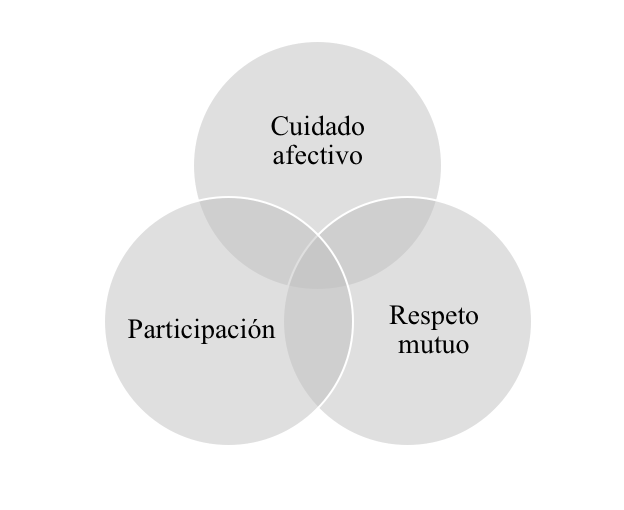 Cuidado
afectivo
Participación
Respeto
mutuo